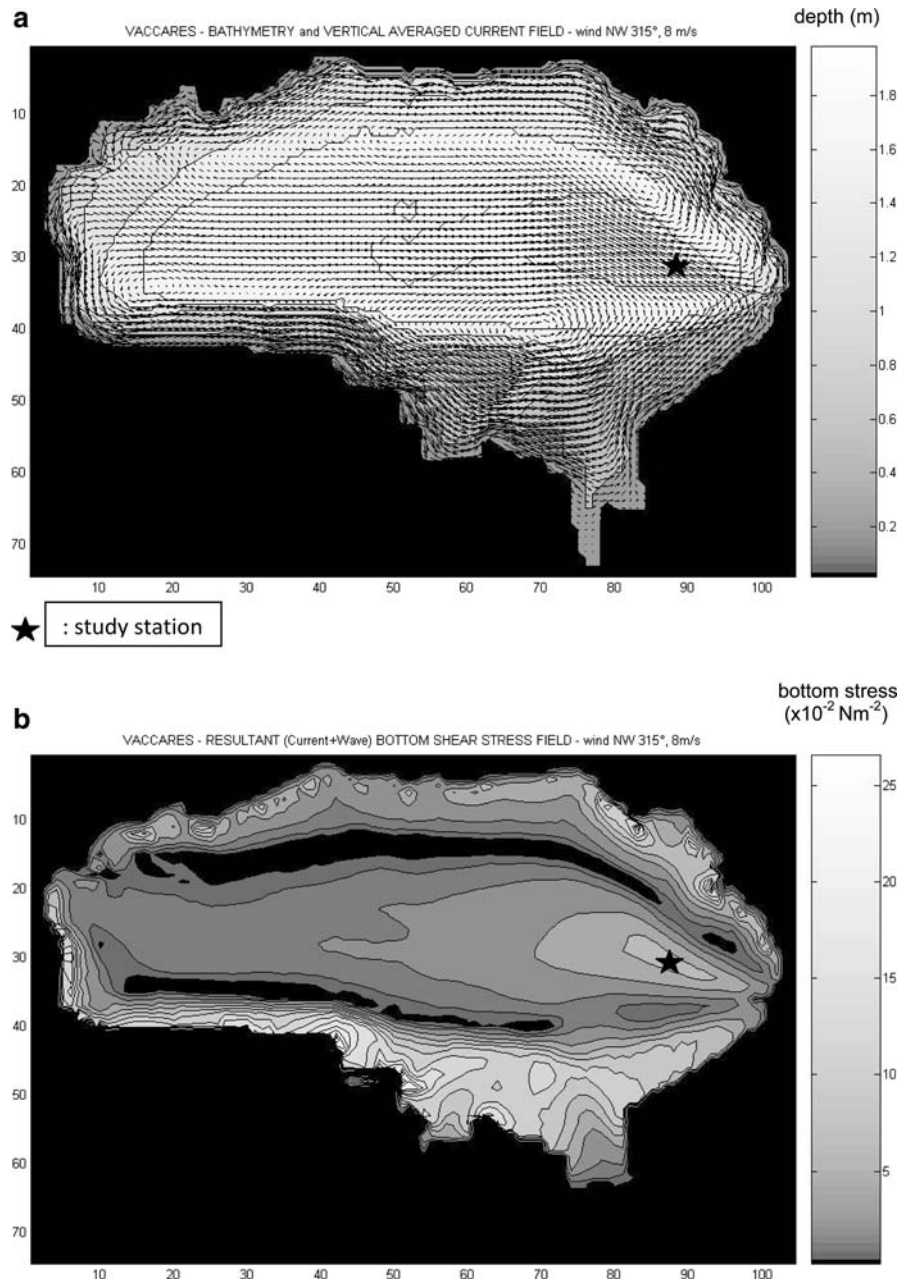 a
depth (m)
VACCARES - BATHYMETRY and VERTICAL AVERAGED CURRENT FIELD - wind NW 315°, 8 m/s
10
20
30
40
50
60
70
10 20 30 40 50 60 70 80 90 100
1.8
1.6
1.4
1.2
1
0.8
0.6
0.4
0.2
★ : study station
b
bottom stress
(x10⁻² Nm⁻²)
VACCARES - RESULTANT (Current+Wave) BOTTOM SHEAR STRESS FIELD - wind NW 315°, 8m/s
10
20
30
40
50
60
70
10 20 30 40 50 60 70 80 90 100
25
20
15
10
5